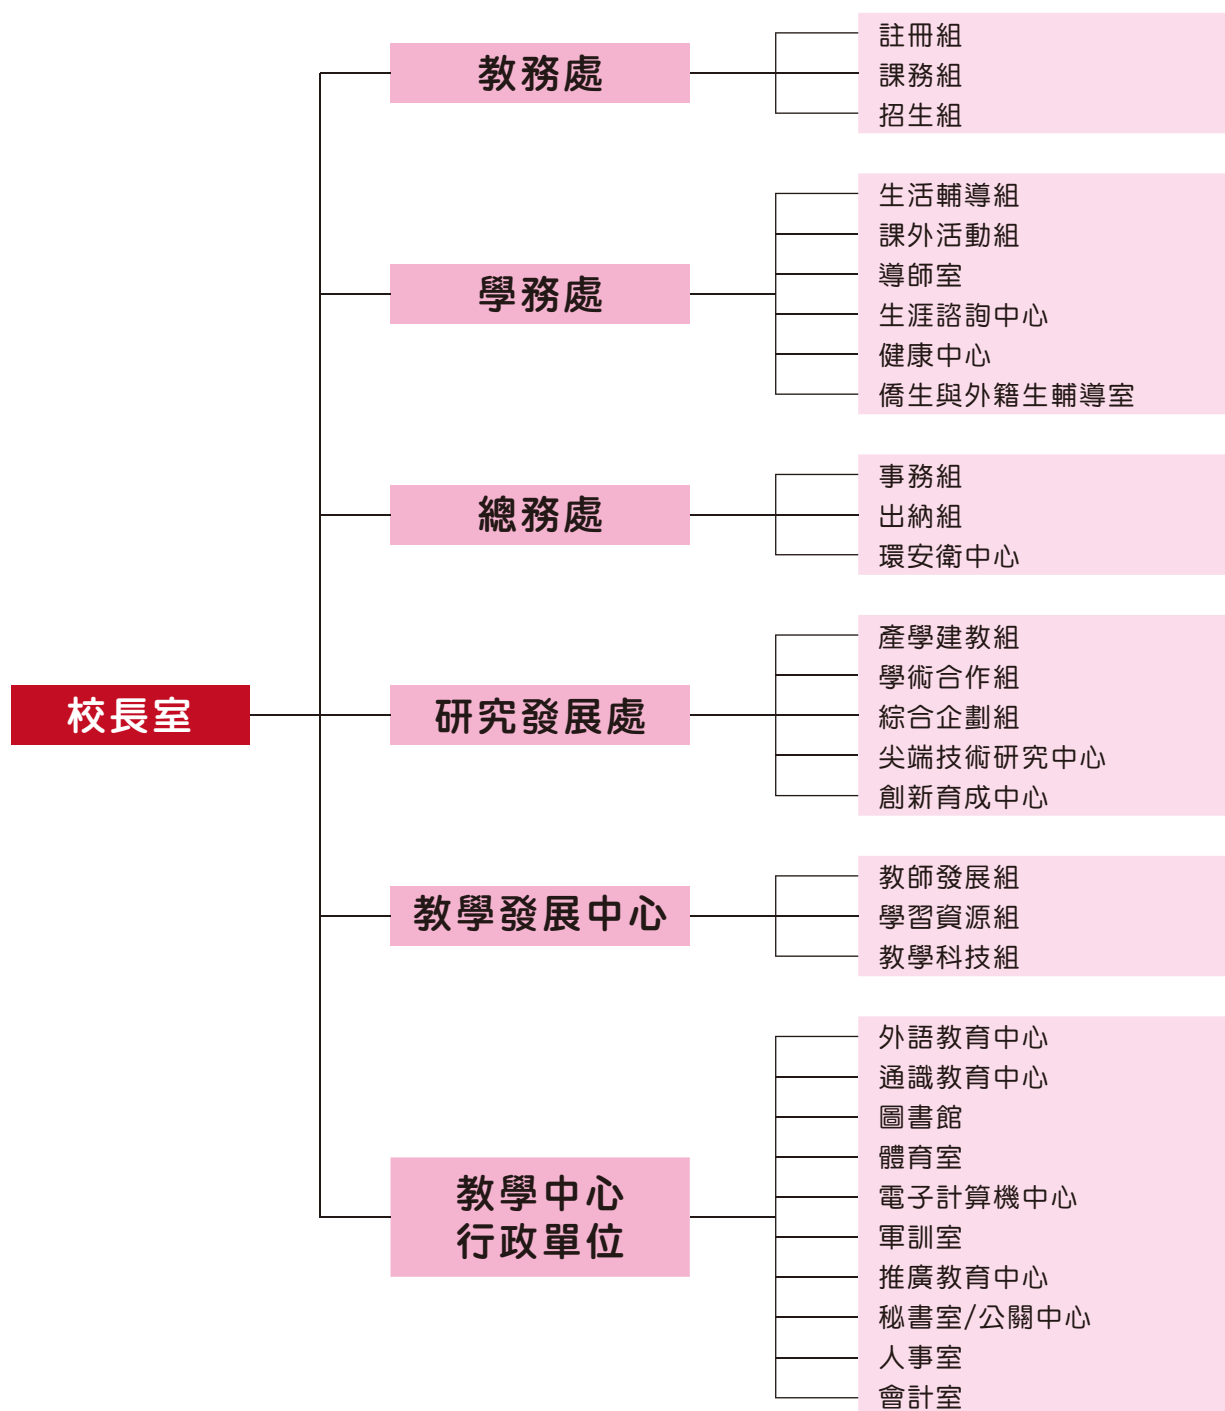 校長室
教務處
註冊組
課務組
招生組
學務處
生活輔導組
課外活動組
導師室
生涯諮詢中心
健康中心
僑生與外籍生輔導室
總務處
事務組
出納組
環安衛中心
研究發展處
產學建教組
學術合作組
綜合企劃組
尖端技術研究中心
創新育成中心
教學發展中心
教師發展組
學習資源組
教學科技組
教學中心
行政單位
外語教育中心
通識教育中心
圖書館
體育室
電子計算機中心
軍訓室
推廣教育中心
秘書室/公關中心
人事室
會計室